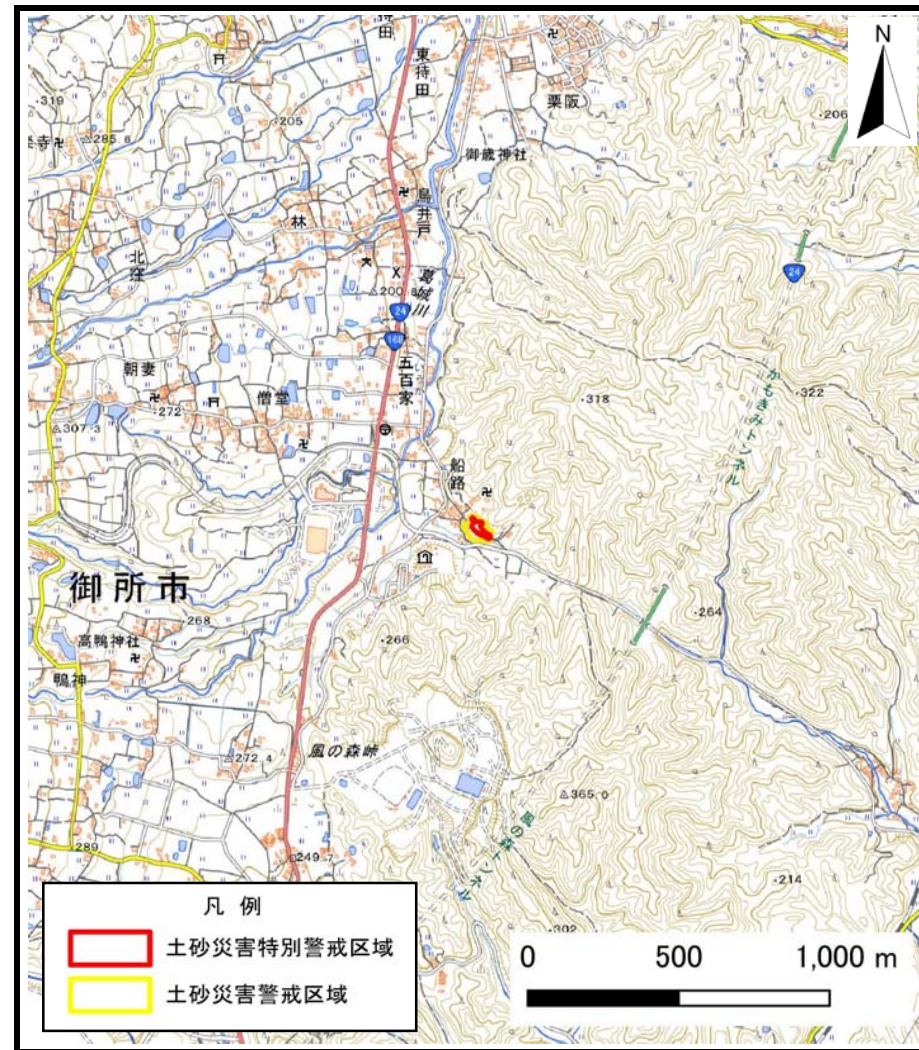 持田
東持田
N
栗阪
319
205
206
285.6
御歳神社
鳥井戸
林
北窪
24
葛城川
200.8
24
168
かもきみトンネル
322
朝妻
五百家
318
272
僧堂
307.3
船路
御所市
264
268
高鴨神社
266
鴨神
風の森峠
272.4
365.0
風の森トンネル
289
249.7
214
302
凡例
土砂災害特別警戒区域
土砂災害警戒区域
0 500 1,000 m